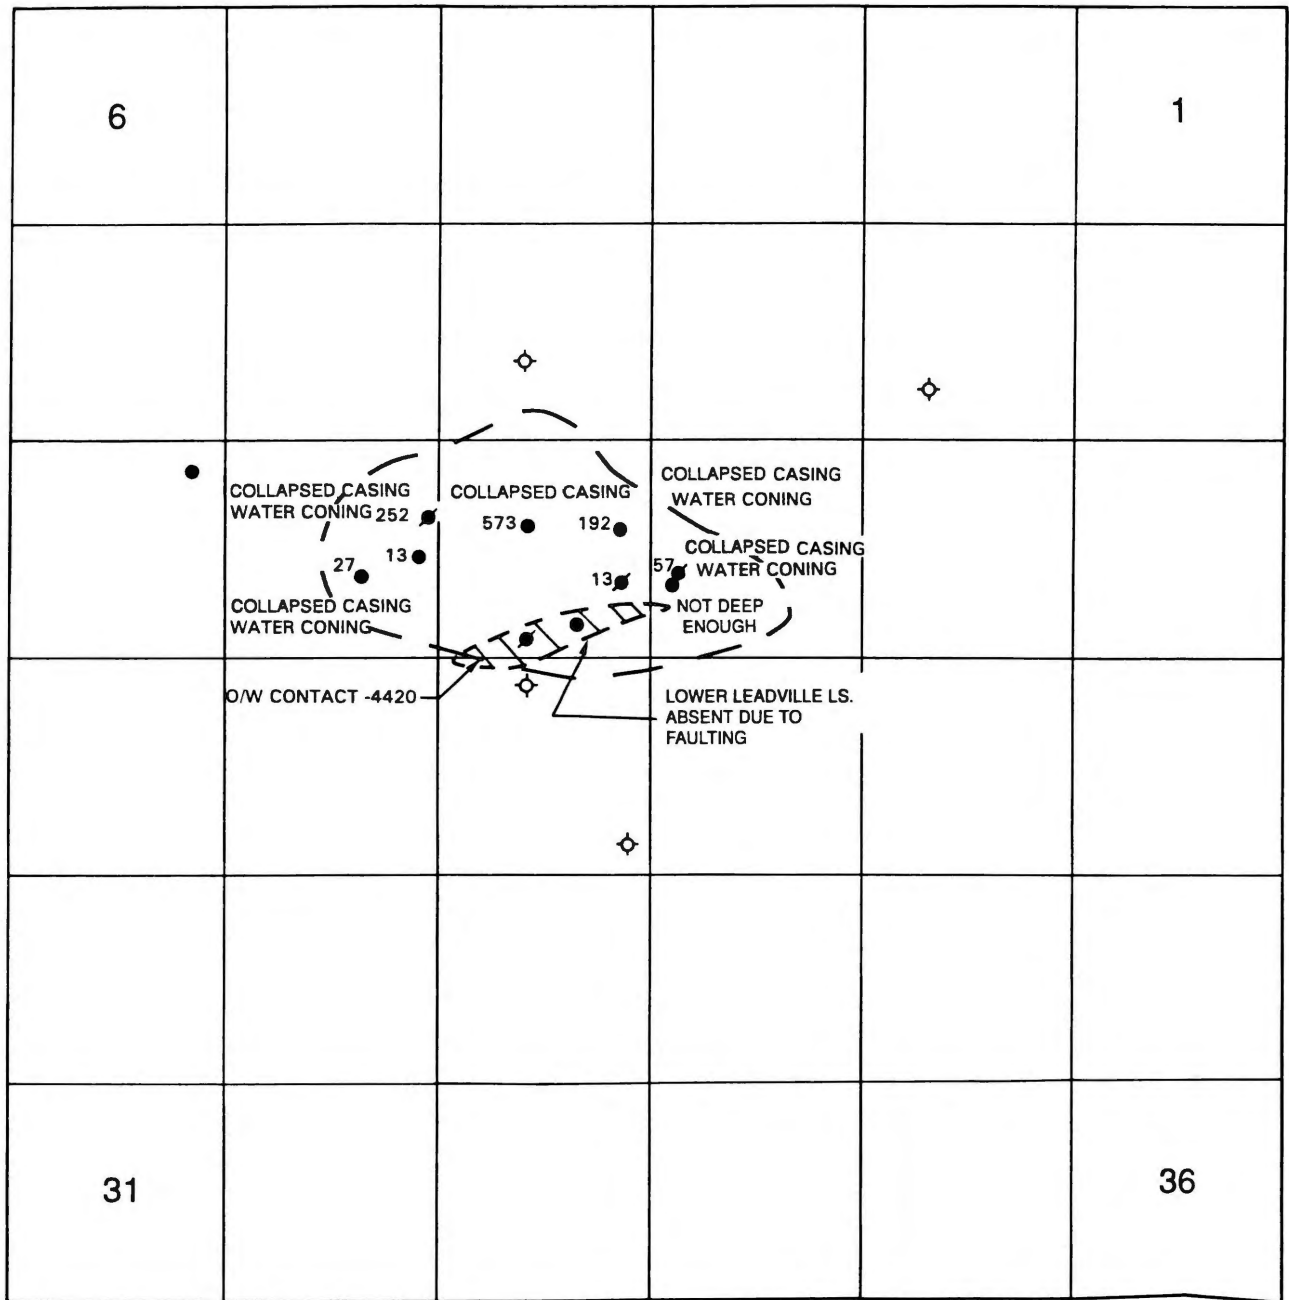 6
1
COLLAPSED CASING
WATER CONING
252
COLLAPSED CASING
573
192
COLLAPSED CASING
WATER CONING
13
27
13
57
COLLAPSED CASING
WATER CONING
COLLAPSED CASING
WATER CONING
NOT DEEP
ENOUGH
O/W CONTACT -4420
LOWER LEADVILLE LS.
ABSENT DUE TO
FAULTING
31
36